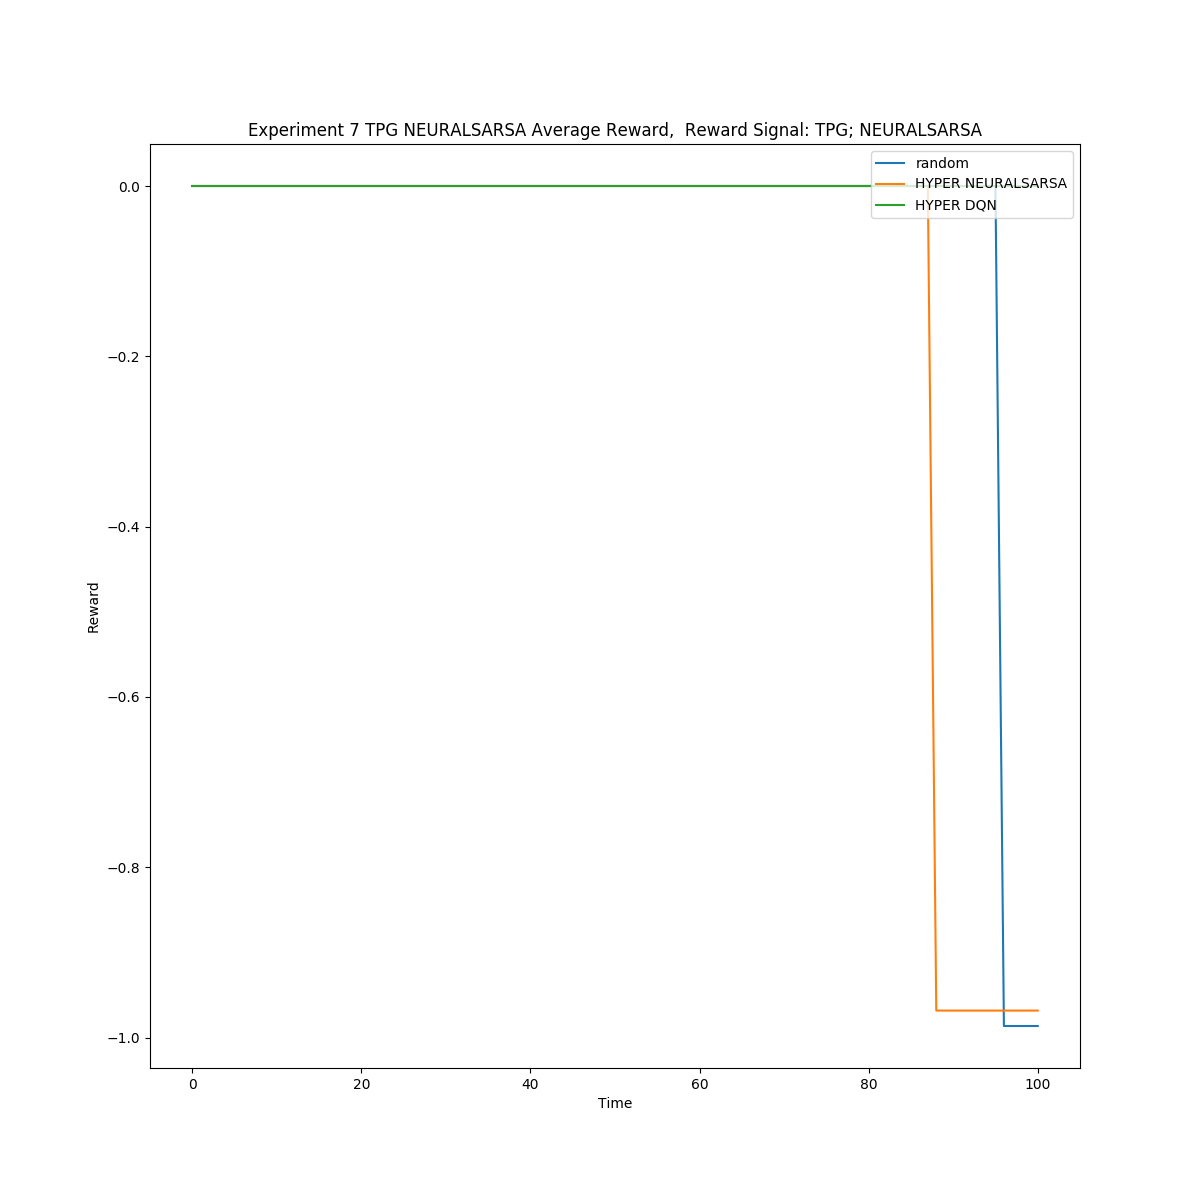 Experiment 7 TPG NEURALSARSA Average Reward,  Reward Signal: TPG; NEURALSARSA
random
HYPER NEURALSARSA
HYPER DQN
0.0
−0.2
−0.4
−0.6
−0.8
−1.0
Reward
0 20 40 60 80 100
Time